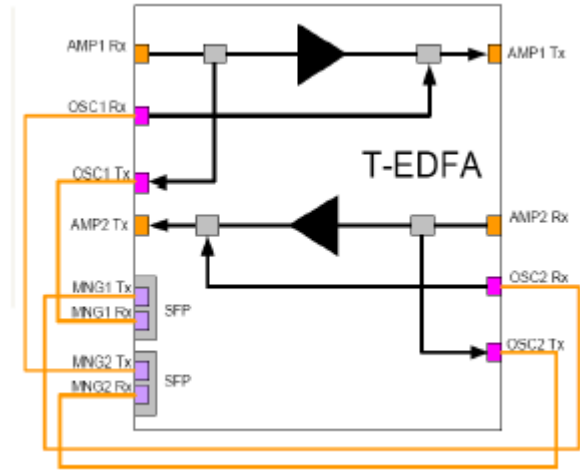 AMP1 Rx
AMP1 Tx
OSC1 Rx
T-EDFA
OSC1 Tx
AMP2 Tx
AMP2 Rx
OSC2 Rx
MNG1 Tx
MNG1 Rx
SFP
OSC2 Tx
MNG2 Tx
MNG2 Rx
SFP